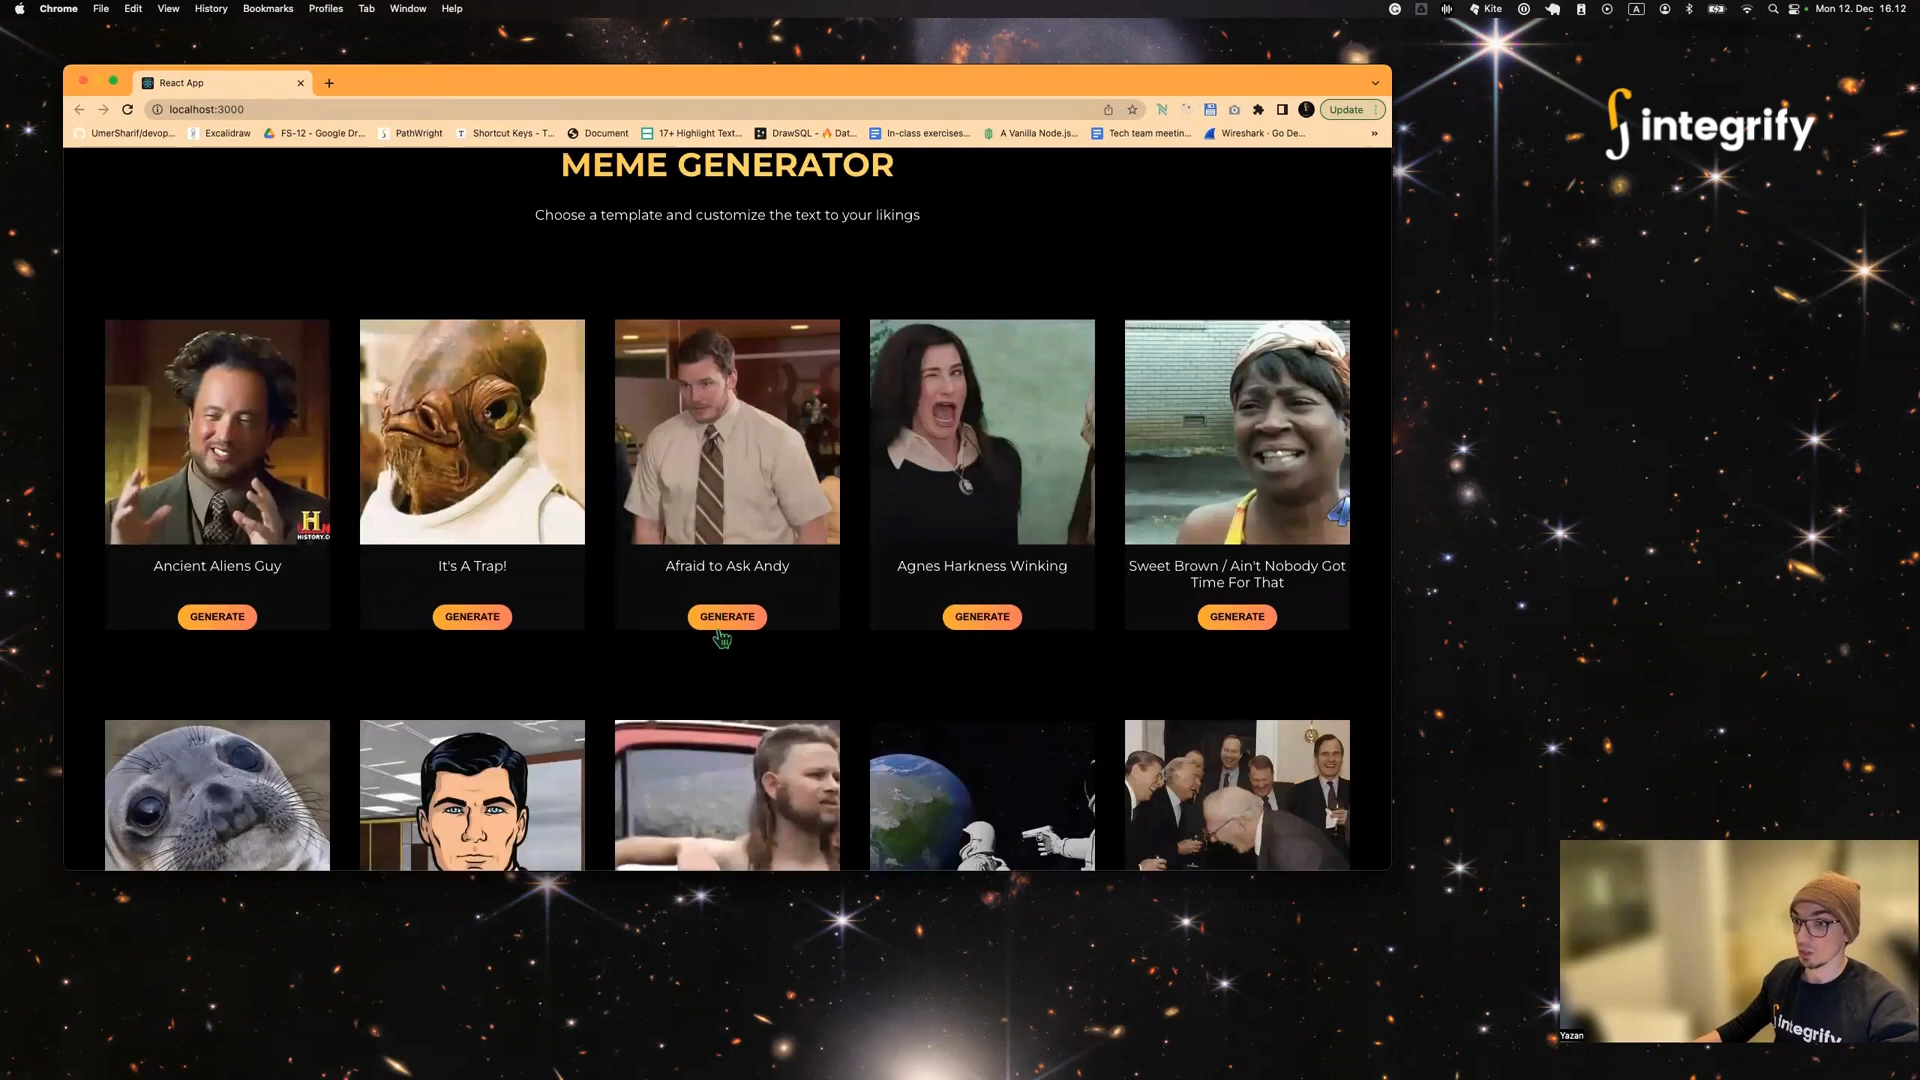 Chrome File Edit View History Bookmarks Profiles Tab Window Help
Kite A Mon 12. Dec 16.12
React App
localhost:3000
Update
UmerSharif/devop... Excalidraw FS-12 - Google Dr... PathWright Shortcut Keys - T... Document 17+ Highlight Text... DrawSQL - 🔥 Dat... In-class exercises... A Vanilla Node.js... Tech team meetin... Wireshark · Go De... »
integrify
MEME GENERATOR
Choose a template and customize the text to your likings
H
HISTORY.C
4
Ancient Aliens Guy
It's A Trap!
Afraid to Ask Andy
Agnes Harkness Winking
Sweet Brown / Ain't Nobody Got
Time For That
GENERATE GENERATE GENERATE GENERATE GENERATE
integrify
Yazan